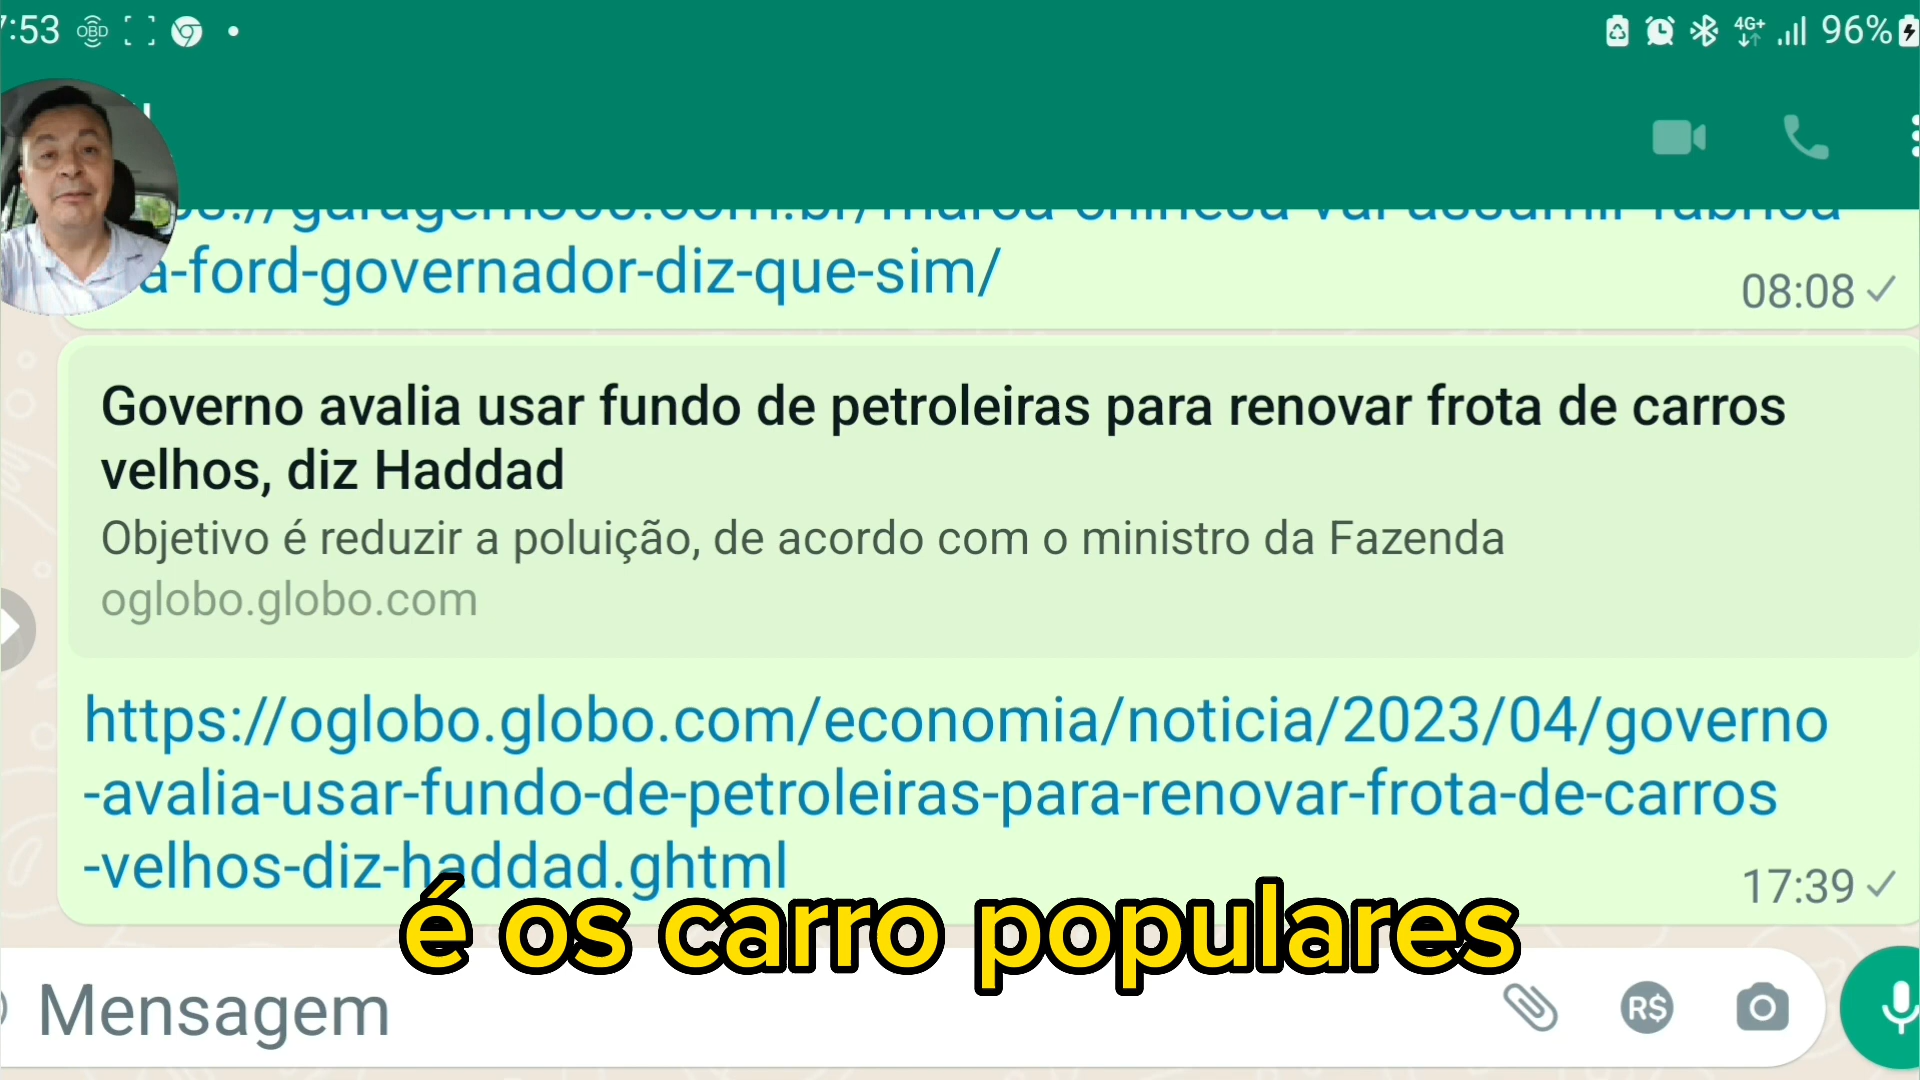 :53
OBD
4G+
96%
a-ford-governador-diz-que-sim/
08:08
Governo avalia usar fundo de petroleiras para renovar frota de carros
velhos, diz Haddad
Objetivo é reduzir a poluição, de acordo com o ministro da Fazenda
oglobo.globo.com
https://oglobo.globo.com/economia/noticia/2023/04/governo
-avalia-usar-fundo-de-petroleiras-para-renovar-frota-de-carros
-velhos-diz-haddad.ghtml
17:39
é os carro populares
Mensagem
R$